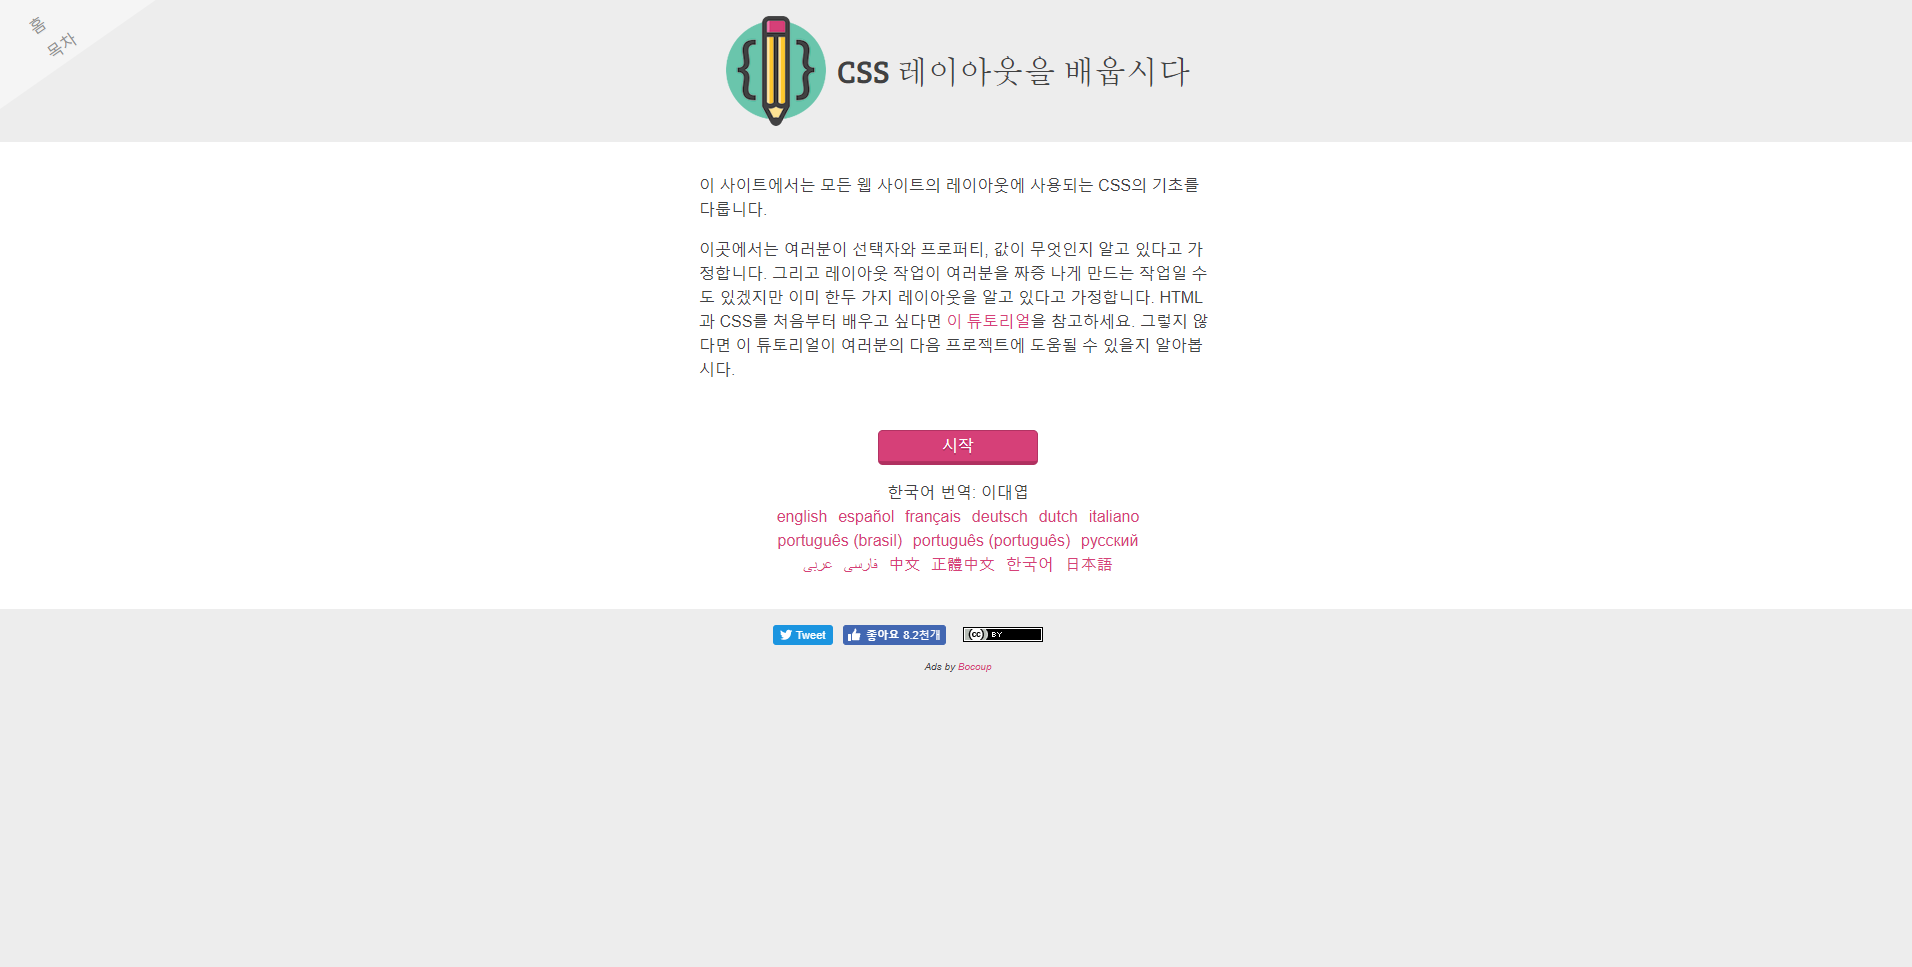 홈
목차
CSS 레이아웃을 배웁시다
이 사이트에서는 모든 웹 사이트의 레이아웃에 사용되는 CSS의 기초를
다룹니다.
이곳에서는 여러분이 선택자와 프로퍼티, 값이 무엇인지 알고 있다고 가
정합니다. 그리고 레이아웃 작업이 여러분을 짜증 나게 만드는 작업일 수
도 있겠지만 이미 한두 가지 레이아웃을 알고 있다고 가정합니다. HTML
과 CSS를 처음부터 배우고 싶다면 이 튜토리얼을 참고하세요. 그렇지 않
다면 이 튜토리얼이 여러분의 다음 프로젝트에 도움될 수 있을지 알아봅
시다.
시작
한국어 번역: 이대엽
english español français deutsch dutch italiano
português (brasil) português (português) русский
عربی فارسی 中文 正體中文 한국어 日本語
Tweet 좋아요 8.2천개 cc BY
Ads by Bocoup